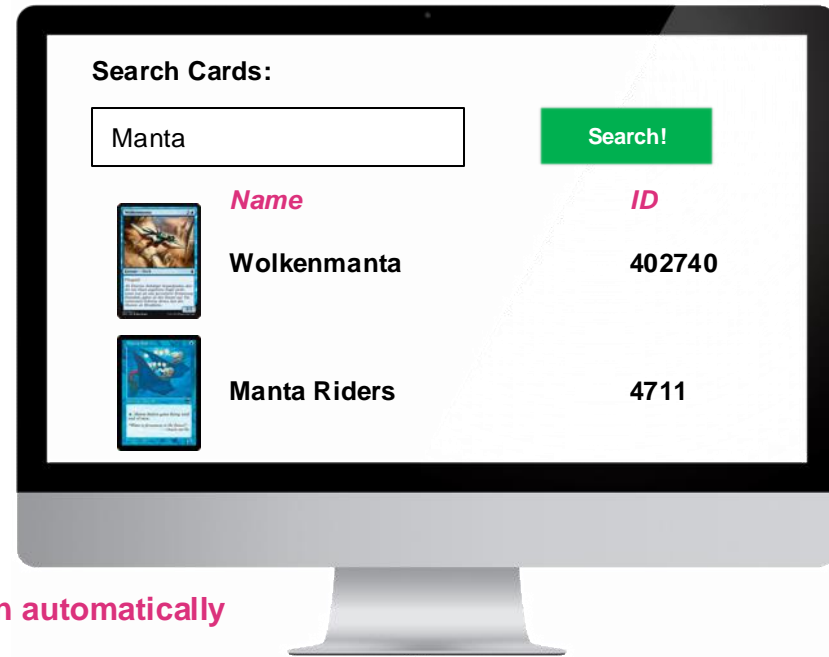 Search Cards:
Manta
Search!
Name ID
Wolkenmanta 402740
Manta Riders 4711
automatically